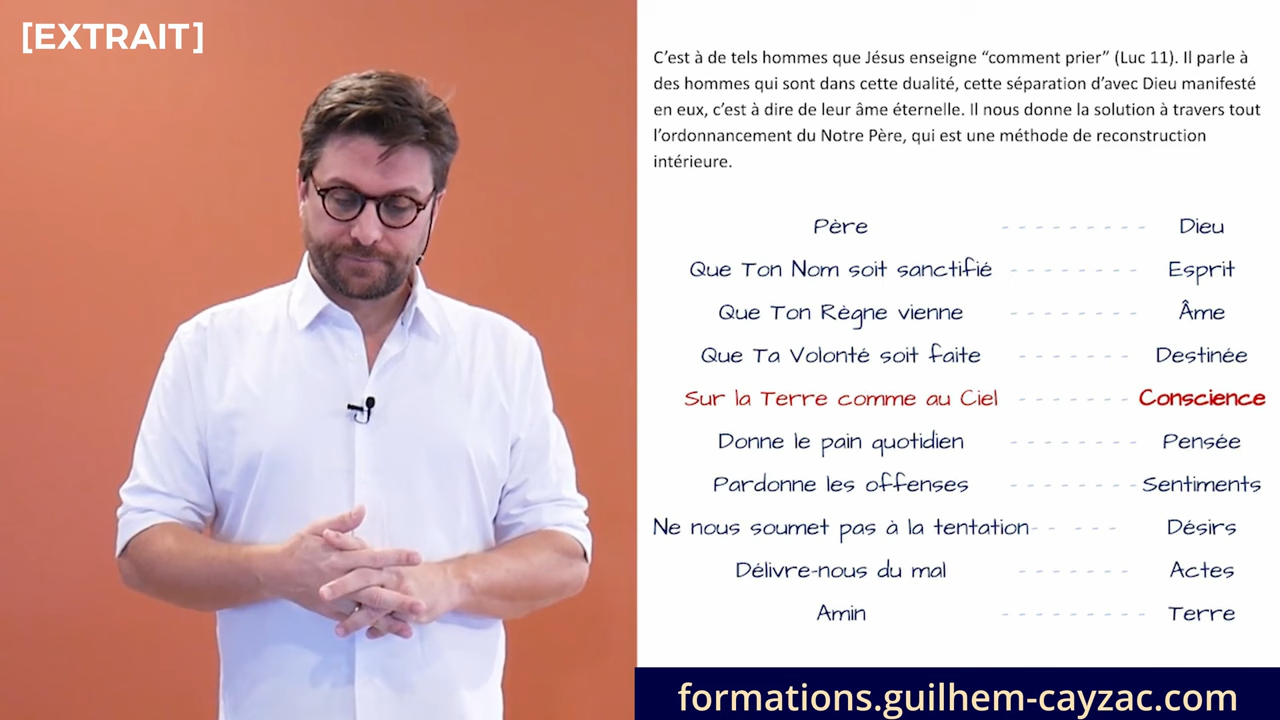 [EXTRAIT]
C'est à de tels hommes que Jésus enseigne “comment prier” (Luc 11). Il parle à
des hommes qui sont dans cette dualité, cette séparation d'avec Dieu manifesté
en eux, c'est à dire de leur âme éternelle. Il nous donne la solution à travers tout
l'ordonnancement du Notre Père, qui est une méthode de reconstruction
intérieure.
Père - - - - - - - - - Dieu
Que Ton Nom soit sanctifié - - - - - - - - Esprit
Que Ton Règne vienne - - - - - - - - Âme
Que Ta Volonté soit faite - - - - - - - Destinée
Sur la Terre comme au Ciel - - - - - - - Conscience
Donne le pain quotidien - - - - - - - - Pensée
Pardonne les offenses - - - - - - - - Sentiments
Ne nous soumet pas à la tentation - - - - - Désirs
Délivre-nous du mal - - - - - - - Actes
Amin - - - - - - - - - Terre
formations.guilhem-cayzac.com